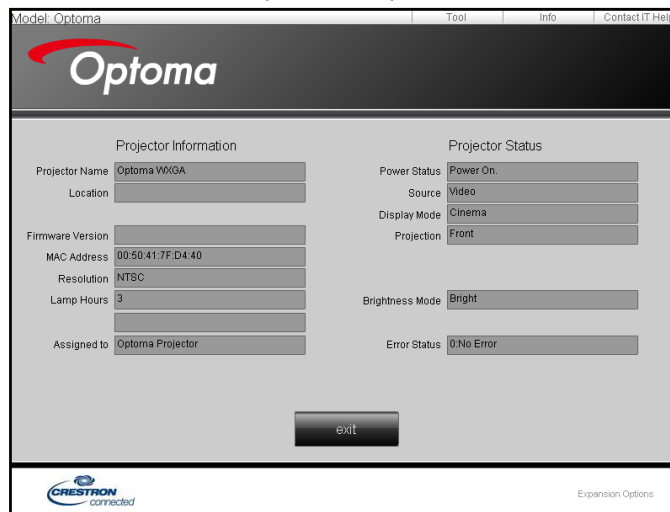 Model: Optoma
Tool
Info
Contact IT Help
Optoma
Projector Information
Projector Name Optoma WXGA
Location
Firmware Version
MAC Address 00:50:41:7F:D4:40
Resolution NTSC
Lamp Hours 3
Assigned to Optoma Projector
Projector Status
Power Status Power On.
Source Video
Display Mode Cinema
Projection Front
Brightness Mode Bright
Error Status 0:No Error
exit
CRESTRON
connected
Expansion Options